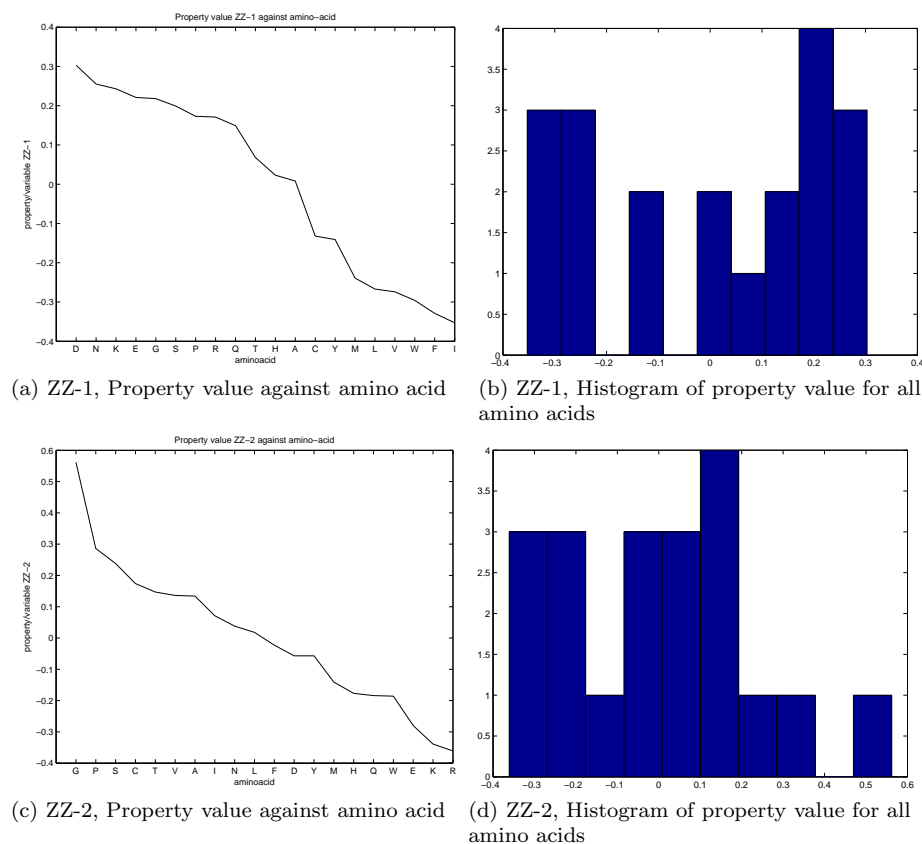 Property value ZZ-1 against amino-acid
0.4
0.3
0.2
0.1
0
−0.1
−0.2
−0.3
−0.4
property/variable ZZ-1
D N K E G S P R Q T H A C Y M L V W F I
aminoacid
(a) ZZ-1, Property value against amino acid
4
3.5
3
2.5
2
1.5
1
0.5
0
−0.4 −0.3 −0.2 −0.1 0 0.1 0.2 0.3 0.4
(b) ZZ-1, Histogram of property value for all
amino acids
Property value ZZ-2 against amino-acid
0.6
0.5
0.4
0.3
0.2
0.1
0
−0.1
−0.2
−0.3
−0.4
property/variable ZZ-2
G P S C T V A I N L F D Y M H Q W E K R
aminoacid
(c) ZZ-2, Property value against amino acid
4
3.5
3
2.5
2
1.5
1
0.5
0
−0.4 −0.3 −0.2 −0.1 0 0.1 0.2 0.3 0.4 0.5 0.6
(d) ZZ-2, Histogram of property value for all
amino acids